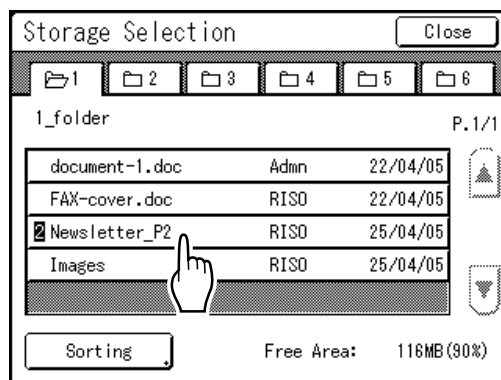 Storage Selection Close
1 2 3 4 5 6
1_folder P.1/1
document-1.doc Admn 22/04/05
FAX-cover.doc RISO 22/04/05
2 Newsletter_P2 RISO 25/04/05
Images RISO 25/04/05
Sorting Free Area: 116MB(90%)